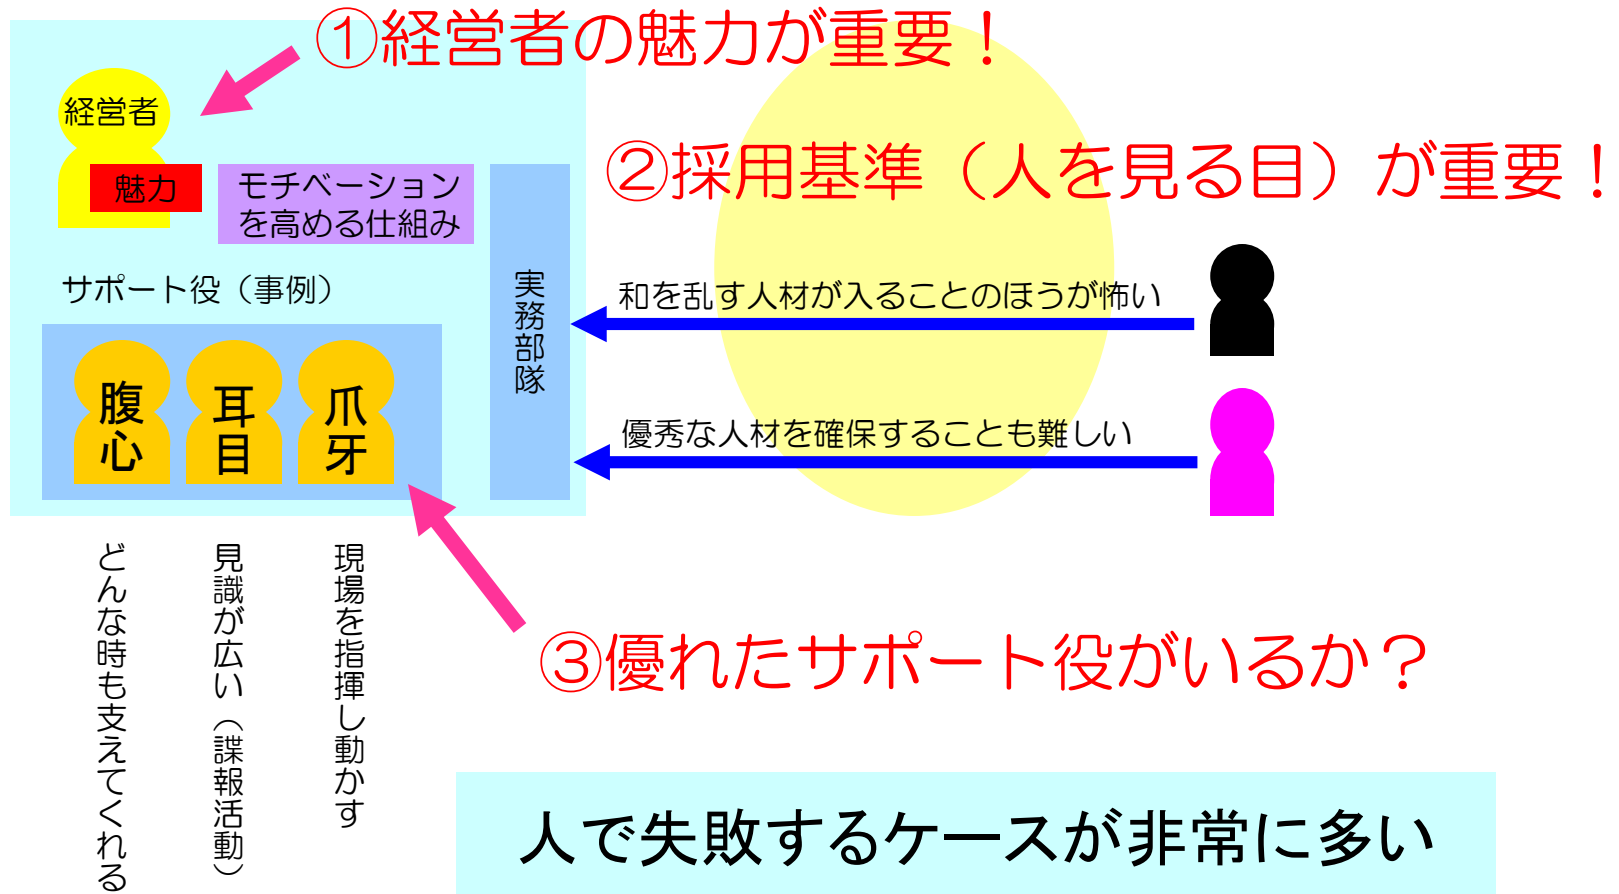 ①経営者の魅力が重要！
経営者
魅力
モチベーション
を高める仕組み
②採用基準（人を見る目）が重要！
サポート役（事例）
実務部隊
和を乱す人材が入ることのほうが怖い
優秀な人材を確保することも難しい
腹心
耳目
爪牙
どんな時も支えてくれる
見識が広い（諜報活動）
現場を指揮し動かす
③優れたサポート役がいるか？
人で失敗するケースが非常に多い